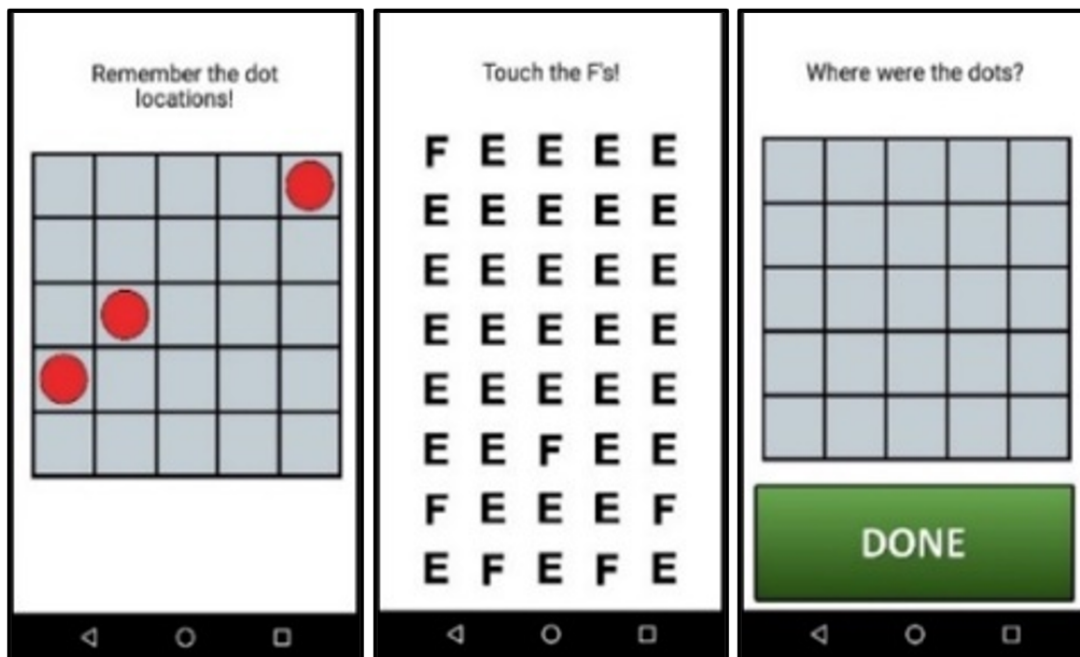 Remember the dot
locations!
Touch the F's!
F E E E E
E E E E E
E E E E E
E E E E E
E E E E E
E E F E E
F E E E F
E F E F E
Where were the dots?
DONE